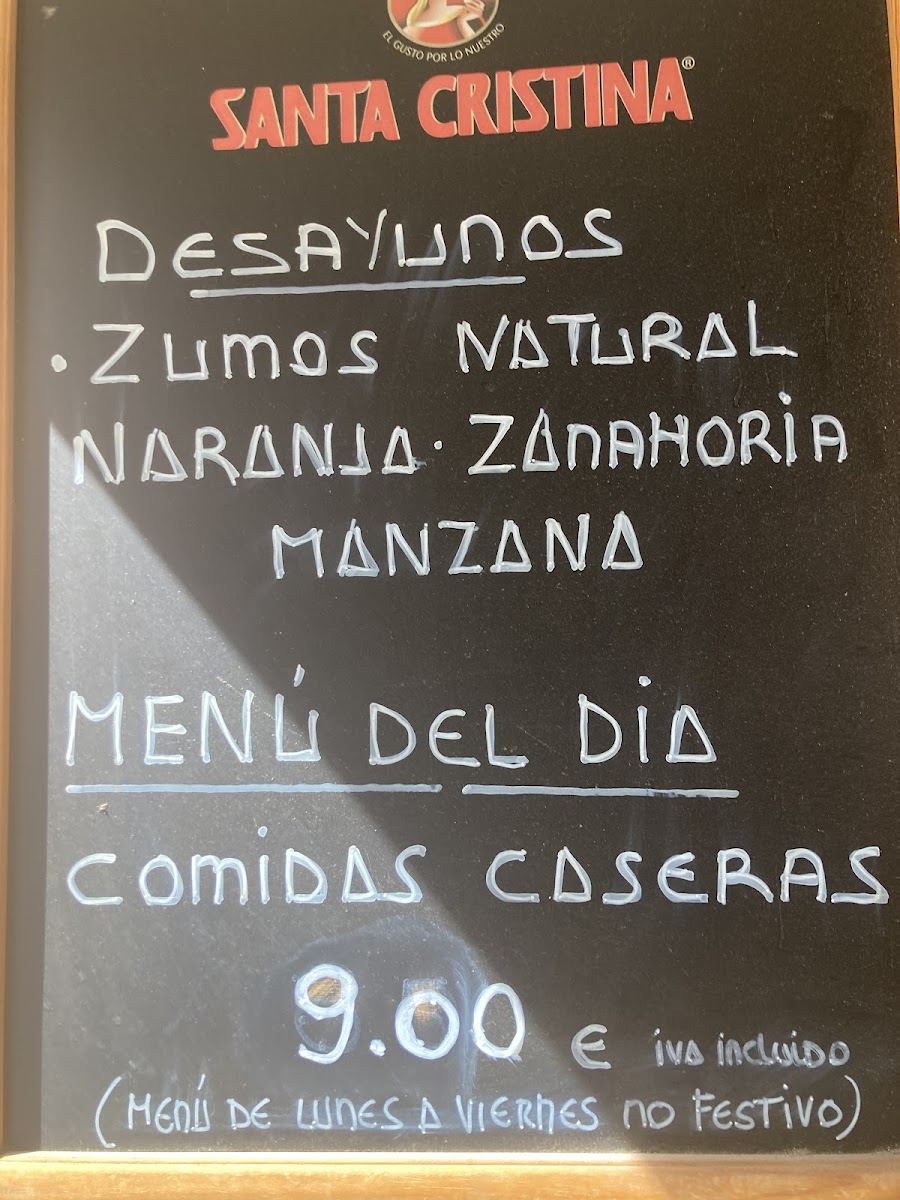 EL GUSTO POR LO NUESTRO
SANTA CRISTINA®
DESAYUNOS
· ZUMOS NATURAL
NARANJA · ZANAHORIA
MANZANA
MENÚ DEL DIA
COMIDAS CASERAS
9.00 € iva incluido
(MENÚ DE LUNES A VIERNES NO FESTIVO)